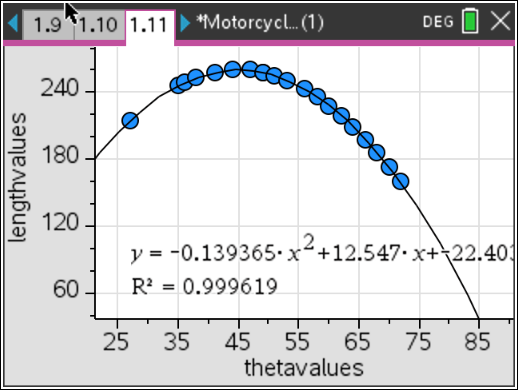 1.9 1.10 1.11 *Motorcycl...(1) DEG
lengthvalues
240
180
120
60
y = -0.139365· x²+12.547· x+-22.403
R² = 0.999619
25 35 45 55 65 75 85
thetavalues